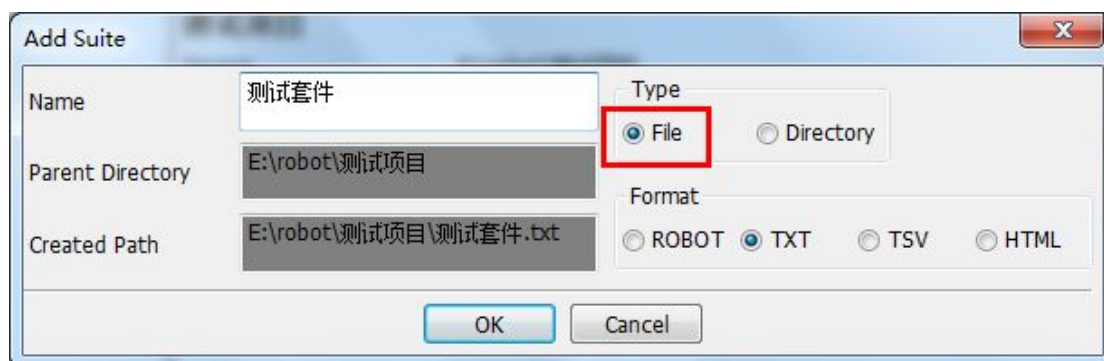 Add Suite
Name
测试套件
Type
File
Directory
Parent Directory
E:\robot\测试项目
Format
Created Path
E:\robot\测试项目\测试套件.txt
ROBOT
TXT
TSV
HTML
OK
Cancel